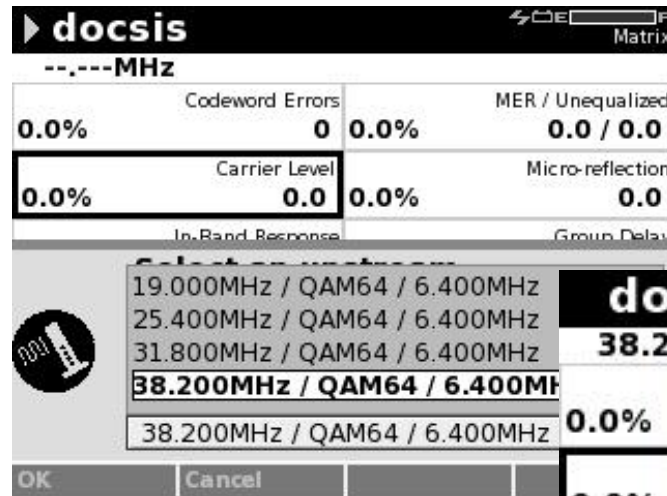 docsis
E F
Matrix
--.---MHz
Codeword Errors
0.0% 0
MER / Unequalized
0.0% 0.0 / 0.0
Carrier Level
0.0% 0.0
Micro-reflection
0.0% 0.0
In-Band Response
Group Delay
Select an upstream
19.000MHz / QAM64 / 6.400MHz
25.400MHz / QAM64 / 6.400MHz
31.800MHz / QAM64 / 6.400MHz
38.200MHz / QAM64 / 6.400MH
38.200MHz / QAM64 / 6.400MHz
OK Cancel
do
38.2
0.0%